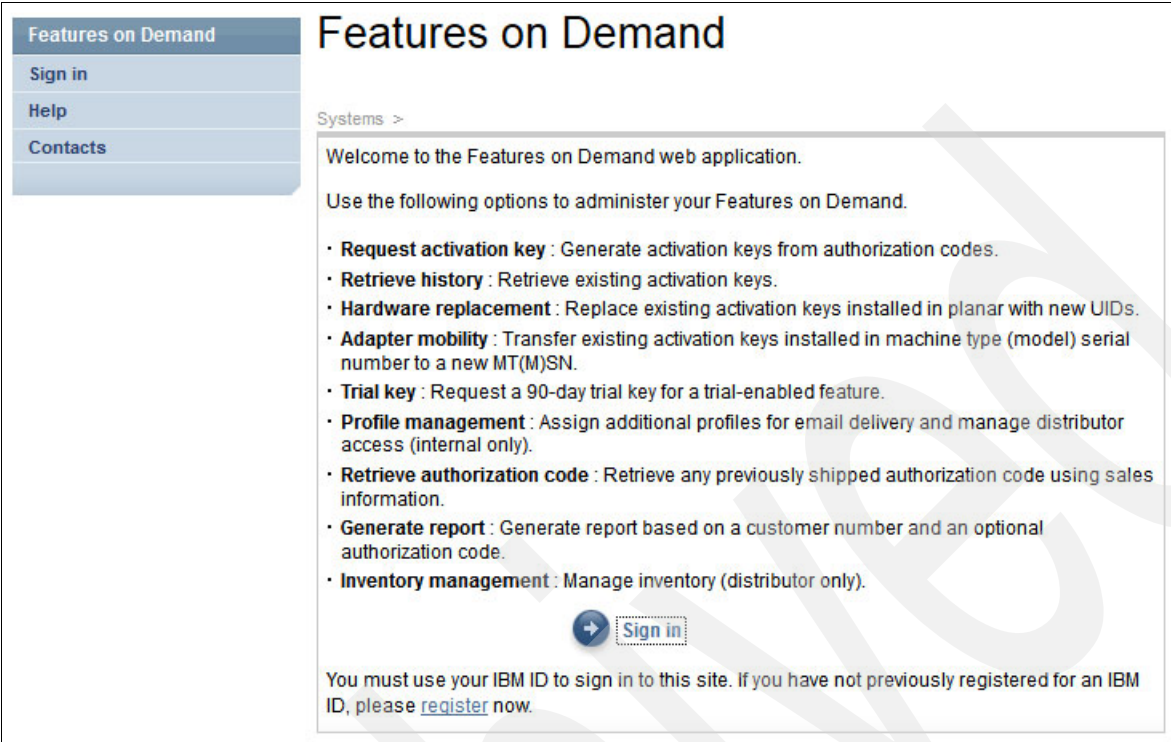 Features on Demand
Sign in
Help
Contacts
Features on Demand
Systems >
Welcome to the Features on Demand web application.
Use the following options to administer your Features on Demand.
· Request activation key : Generate activation keys from authorization codes.
· Retrieve history : Retrieve existing activation keys.
· Hardware replacement : Replace existing activation keys installed in planar with new UIDs.
· Adapter mobility : Transfer existing activation keys installed in machine type (model) serial
number to a new MT(M)SN.
· Trial key : Request a 90-day trial key for a trial-enabled feature.
· Profile management : Assign additional profiles for email delivery and manage distributor
access (internal only).
· Retrieve authorization code : Retrieve any previously shipped authorization code using sales
information.
· Generate report : Generate report based on a customer number and an optional
authorization code.
· Inventory management : Manage inventory (distributor only).
Sign in
You must use your IBM ID to sign in to this site. If you have not previously registered for an IBM
ID, please register now.